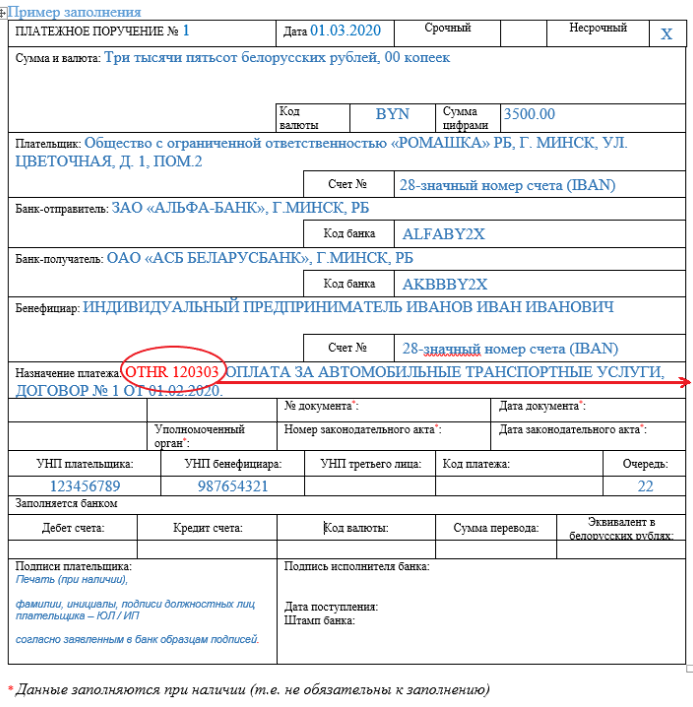 Пример заполнения
ПЛАТЕЖНОЕ ПОРУЧЕНИЕ № 1 Дата 01.03.2020 Срочный Несрочный X
Сумма и валюта: Три тысячи пятьсот белорусских рублей, 00 копеек
Код валюты BYN Сумма цифрами 3500.00
Плательщик: Общество с ограниченной ответственностью «РОМАШКА» РБ, Г. МИНСК, УЛ.
ЦВЕТОЧНАЯ, Д. 1, ПОМ.2
Счет № 28-значный номер счета (IBAN)
Банк-отправитель: ЗАО «АЛЬФА-БАНК», Г.МИНСК, РБ
Код банка ALFABY2X
Банк-получатель: ОАО «АСБ БЕЛАРУСБАНК», Г.МИНСК, РБ
Код банка AKBBBY2X
Бенефициар: ИНДИВИДУАЛЬНЫЙ ПРЕДПРИНИМАТЕЛЬ ИВАНОВ ИВАН ИВАНОВИЧ
Счет № 28-значный номер счета (IBAN)
Назначение платежа: OTHR 120303 ОПЛАТА ЗА АВТОМОБИЛЬНЫЕ ТРАНСПОРТНЫЕ УСЛУГИ,
ДОГОВОР № 1 ОТ 01.02.2020.
№ документа*: Дата документа*:
Уполномоченный орган*: Номер законодательного акта*: Дата законодательного акта*:
УНП плательщика: УНП бенефициара: УНП третьего лица: Код платежа: Очередь:
123456789 987654321 22
Заполняется банком
Дебет счета: Кредит счета: Код валюты: Сумма перевода: Эквивалент в белорусских рублях:
Подписи плательщика: Подпись исполнителя банка:
Печать (при наличии),
фамилии, инициалы, подписи должностных лиц
Дата поступления:
плательщика – ЮЛ / ИП
Штамп банка:
согласно заявленным в банк образцам подписей.
* Данные заполняются при наличии (т.е. не обязательны к заполнению)